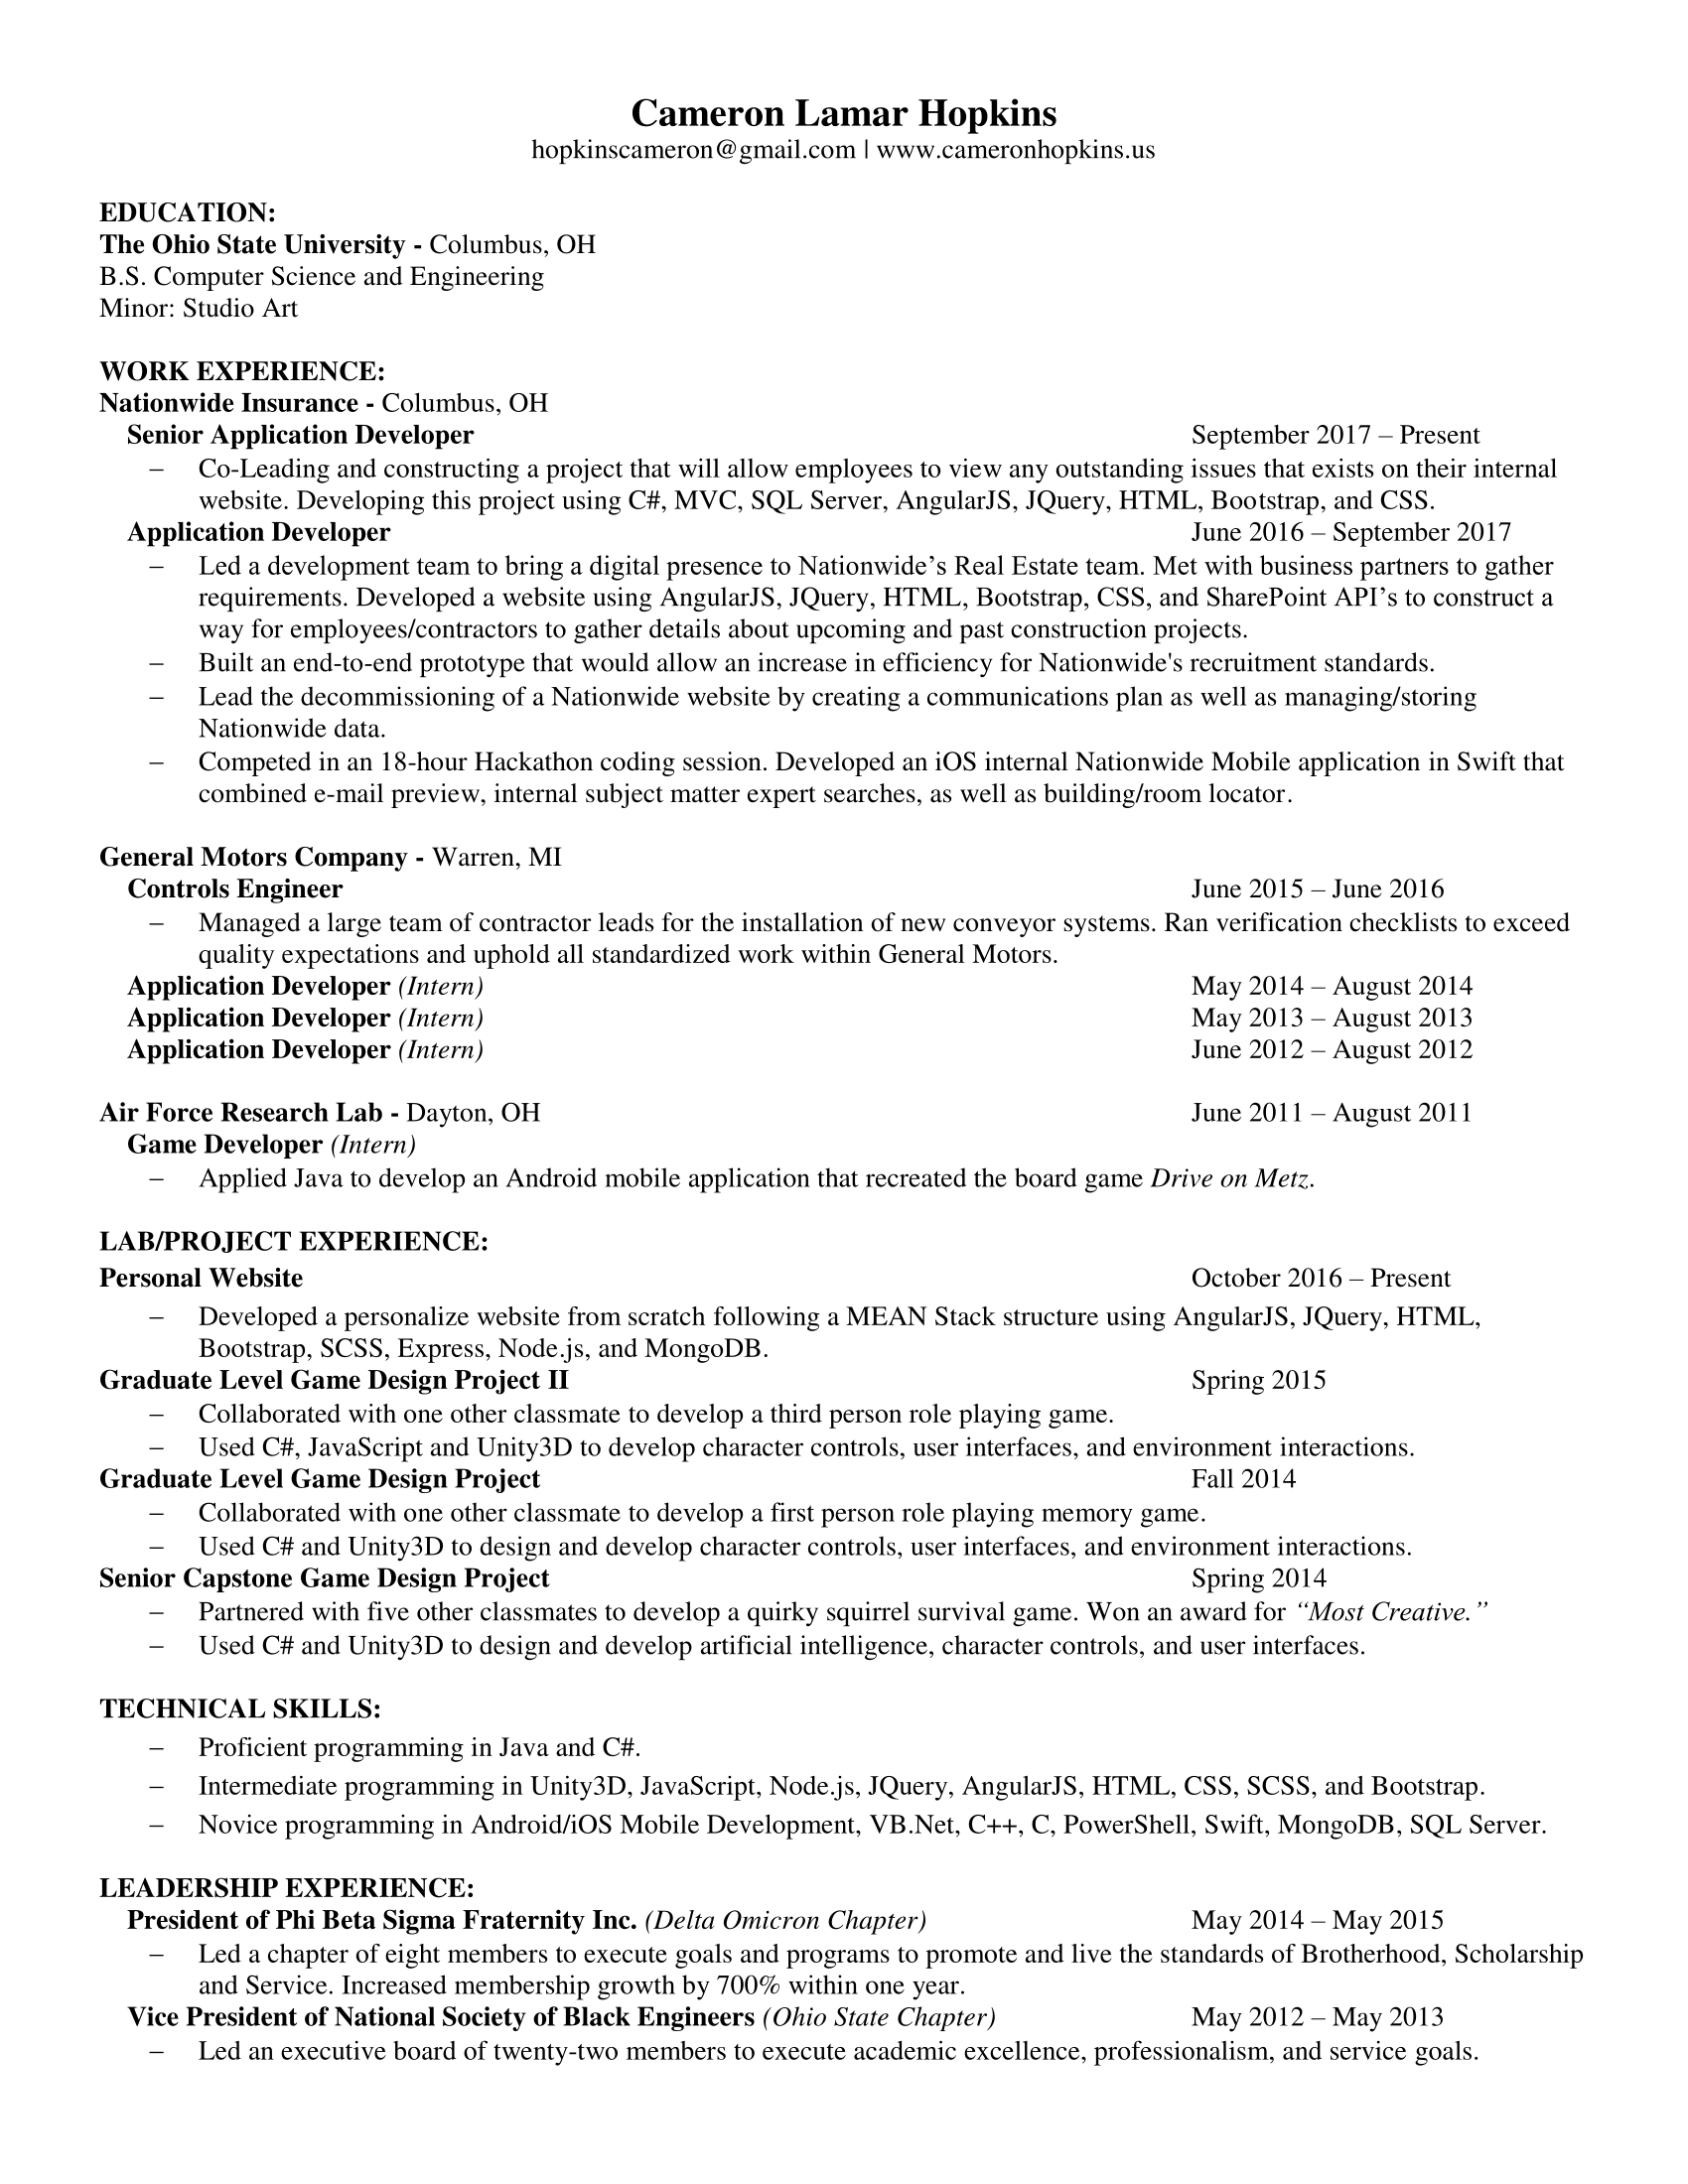 Cameron Lamar Hopkins
hopkinscameron@gmail.com | www.cameronhopkins.us
EDUCATION:
The Ohio State University - Columbus, OH
B.S. Computer Science and Engineering
Minor: Studio Art
WORK EXPERIENCE:
Nationwide Insurance - Columbus, OH
Senior Application Developer September 2017 – Present
– Co-Leading and constructing a project that will allow employees to view any outstanding issues that exists on their internal
website. Developing this project using C#, MVC, SQL Server, AngularJS, JQuery, HTML, Bootstrap, and CSS.
Application Developer June 2016 – September 2017
– Led a development team to bring a digital presence to Nationwide’s Real Estate team. Met with business partners to gather
requirements. Developed a website using AngularJS, JQuery, HTML, Bootstrap, CSS, and SharePoint API’s to construct a
way for employees/contractors to gather details about upcoming and past construction projects.
– Built an end-to-end prototype that would allow an increase in efficiency for Nationwide's recruitment standards.
– Lead the decommissioning of a Nationwide website by creating a communications plan as well as managing/storing
Nationwide data.
– Competed in an 18-hour Hackathon coding session. Developed an iOS internal Nationwide Mobile application in Swift that
combined e-mail preview, internal subject matter expert searches, as well as building/room locator.
General Motors Company - Warren, MI
Controls Engineer June 2015 – June 2016
– Managed a large team of contractor leads for the installation of new conveyor systems. Ran verification checklists to exceed
quality expectations and uphold all standardized work within General Motors.
Application Developer (Intern) May 2014 – August 2014
Application Developer (Intern) May 2013 – August 2013
Application Developer (Intern) June 2012 – August 2012
Air Force Research Lab - Dayton, OH June 2011 – August 2011
Game Developer (Intern)
– Applied Java to develop an Android mobile application that recreated the board game Drive on Metz.
LAB/PROJECT EXPERIENCE:
Personal Website October 2016 – Present
– Developed a personalize website from scratch following a MEAN Stack structure using AngularJS, JQuery, HTML,
Bootstrap, SCSS, Express, Node.js, and MongoDB.
Graduate Level Game Design Project II Spring 2015
– Collaborated with one other classmate to develop a third person role playing game.
– Used C#, JavaScript and Unity3D to develop character controls, user interfaces, and environment interactions.
Graduate Level Game Design Project Fall 2014
– Collaborated with one other classmate to develop a first person role playing memory game.
– Used C# and Unity3D to design and develop character controls, user interfaces, and environment interactions.
Senior Capstone Game Design Project Spring 2014
– Partnered with five other classmates to develop a quirky squirrel survival game. Won an award for “Most Creative.”
– Used C# and Unity3D to design and develop artificial intelligence, character controls, and user interfaces.
TECHNICAL SKILLS:
– Proficient programming in Java and C#.
– Intermediate programming in Unity3D, JavaScript, Node.js, JQuery, AngularJS, HTML, CSS, SCSS, and Bootstrap.
– Novice programming in Android/iOS Mobile Development, VB.Net, C++, C, PowerShell, Swift, MongoDB, SQL Server.
LEADERSHIP EXPERIENCE:
President of Phi Beta Sigma Fraternity Inc. (Delta Omicron Chapter) May 2014 – May 2015
– Led a chapter of eight members to execute goals and programs to promote and live the standards of Brotherhood, Scholarship
and Service. Increased membership growth by 700% within one year.
Vice President of National Society of Black Engineers (Ohio State Chapter) May 2012 – May 2013
– Led an executive board of twenty-two members to execute academic excellence, professionalism, and service goals.